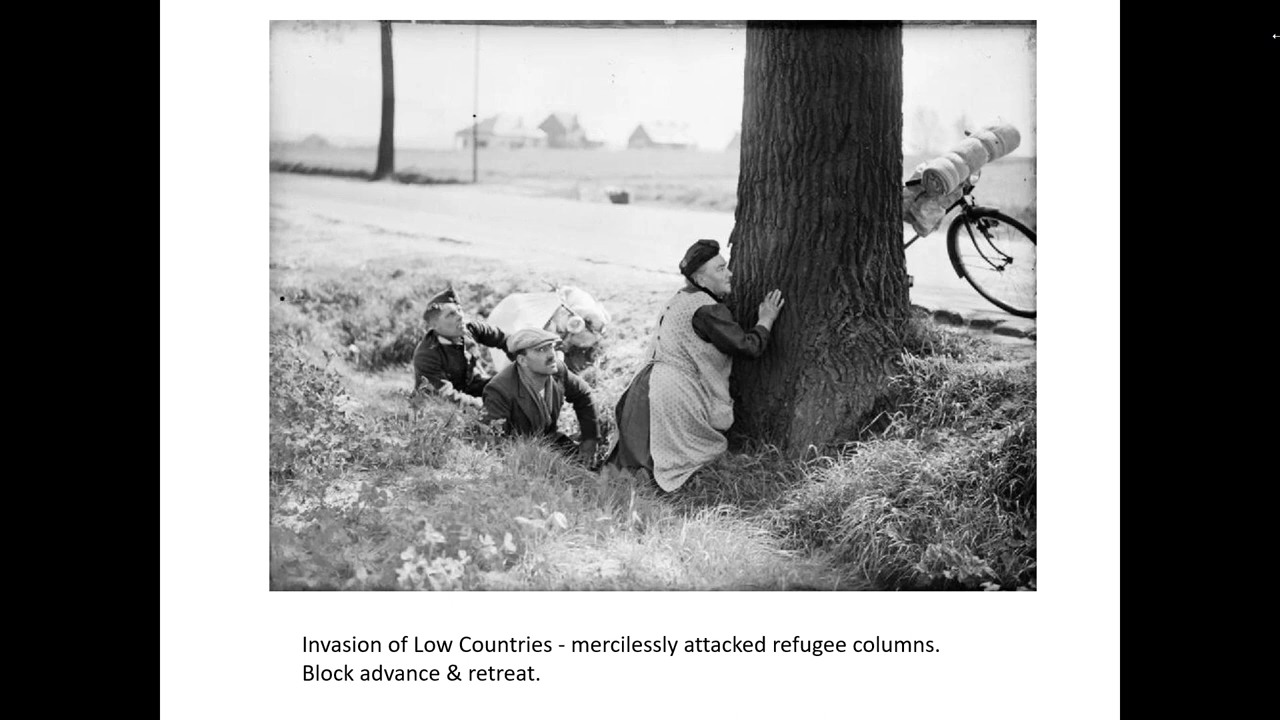 Invasion of Low Countries - mercilessly attacked refugee columns.
Block advance & retreat.